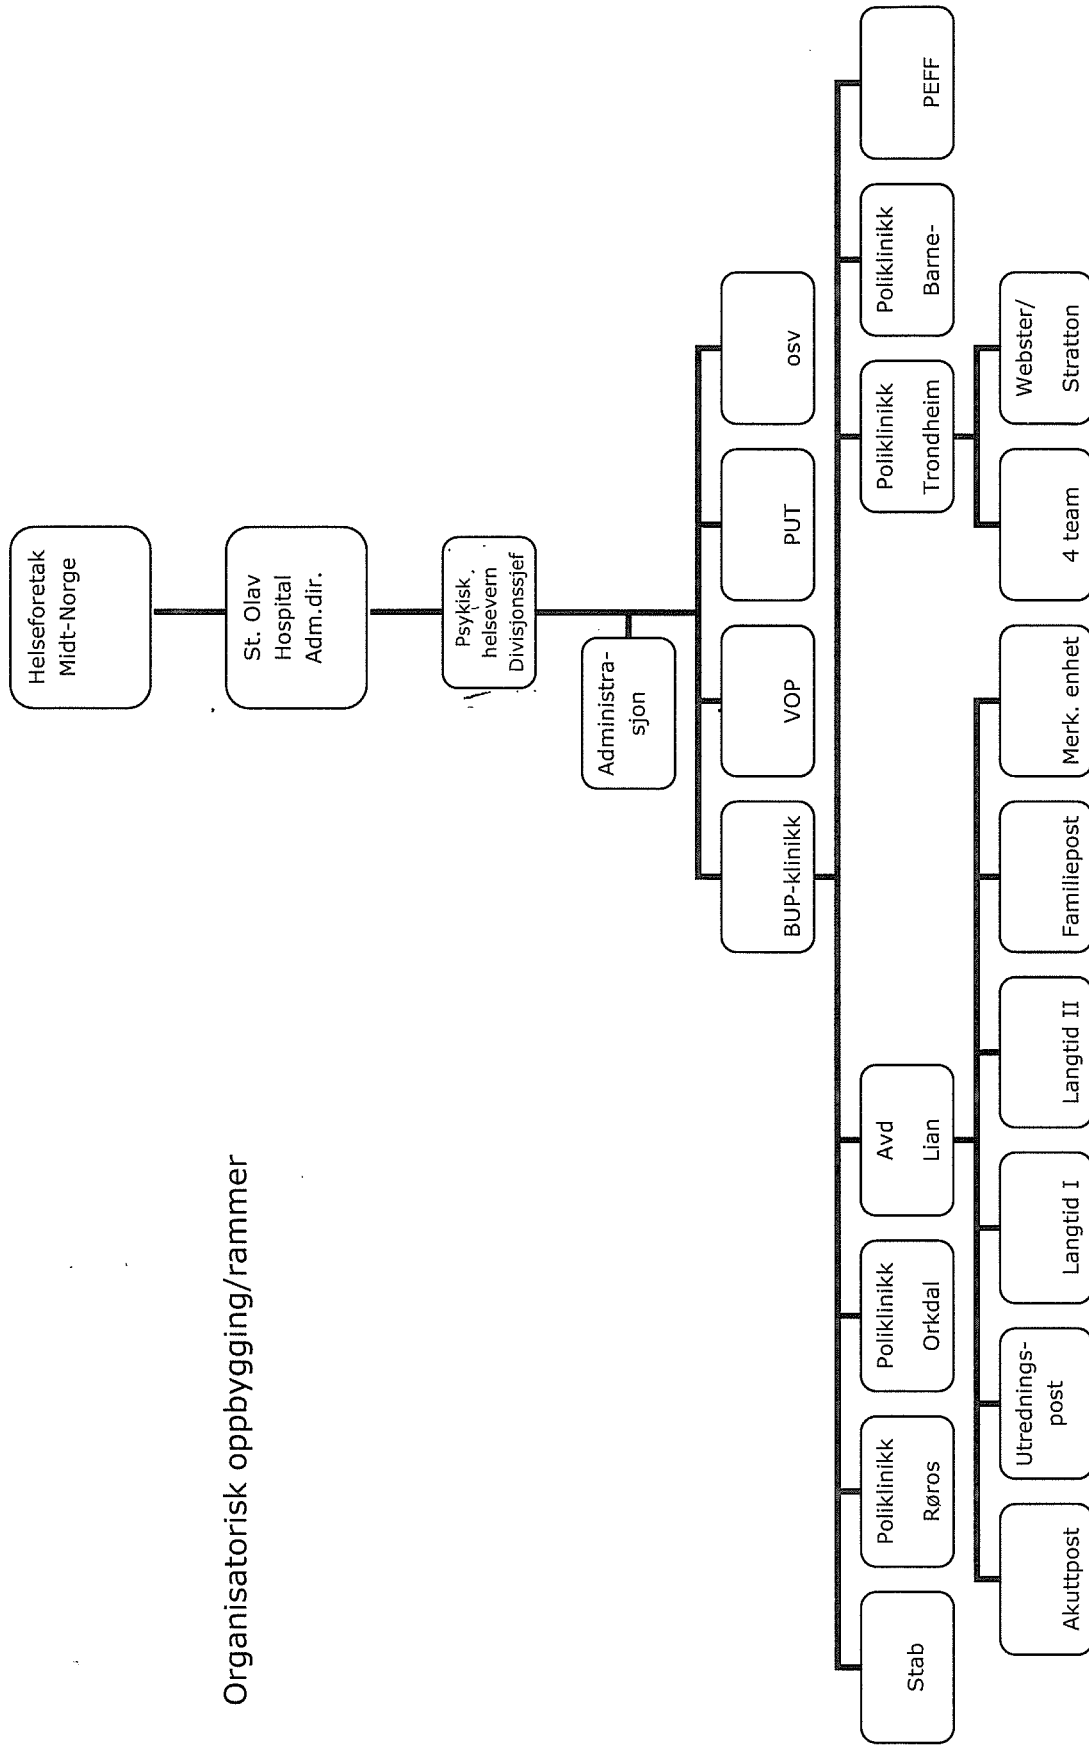 Organisatorisk oppbygging/rammer
Helseforetak
Midt-Norge
St. Olav
Hospital
Adm.dir.
Psykisk
helsevern
Divisjonssjef
Administra-
sjon
BUP-klinikk
VOP
PUT
osv
Stab
Poliklinikk
Røros
Poliklinikk
Orkdal
Avd
Lian
Poliklinikk
Trondheim
Poliklinikk
Barne-
PEFF
Akuttpost
Utrednings-
post
Langtid I
Langtid II
Familiepost
Merk. enhet
4 team
Webster/
Stratton